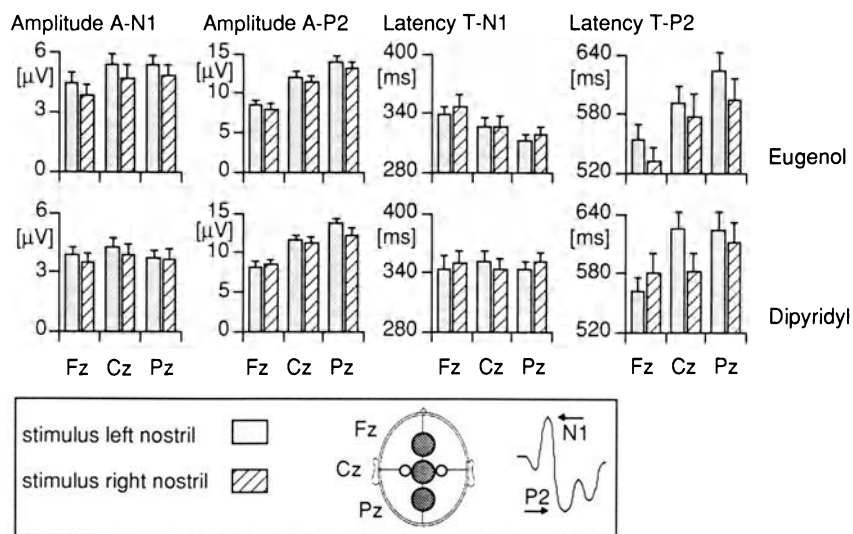 Amplitude A-N1 Amplitude A-P2 Latency T-N1 Latency T-P2
6 15 400 640
[μV] [μV] [ms] [ms]
3 10 340 580
5
0 0 280 520
Eugenol
6 15 400 640
[μV] [μV] [ms] [ms]
3 10 340 580
5
0 0 280 520
Dipyridyl
Fz Cz Pz Fz Cz Pz Fz Cz Pz Fz Cz Pz
stimulus left nostril
stimulus right nostril
Fz
Cz
Pz
N1
P2